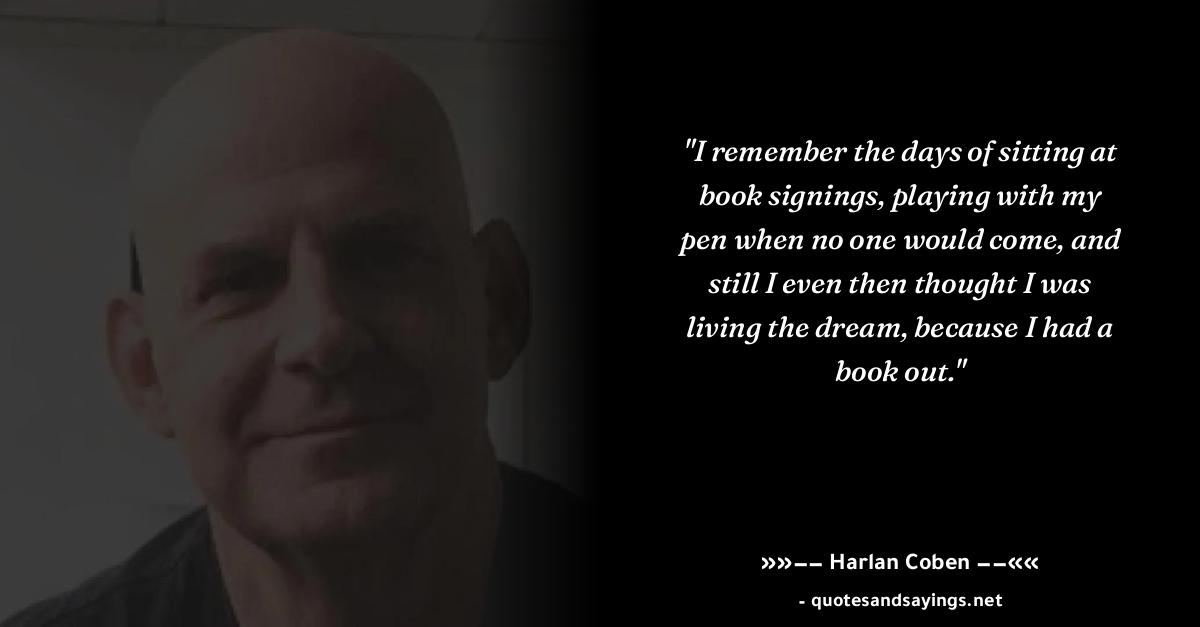 "I remember the days of sitting at
book signings, playing with my
pen when no one would come, and
still I even then thought I was
living the dream, because I had a
book out."
»»−− Harlan Coben −−««
- quotesandsayings.net